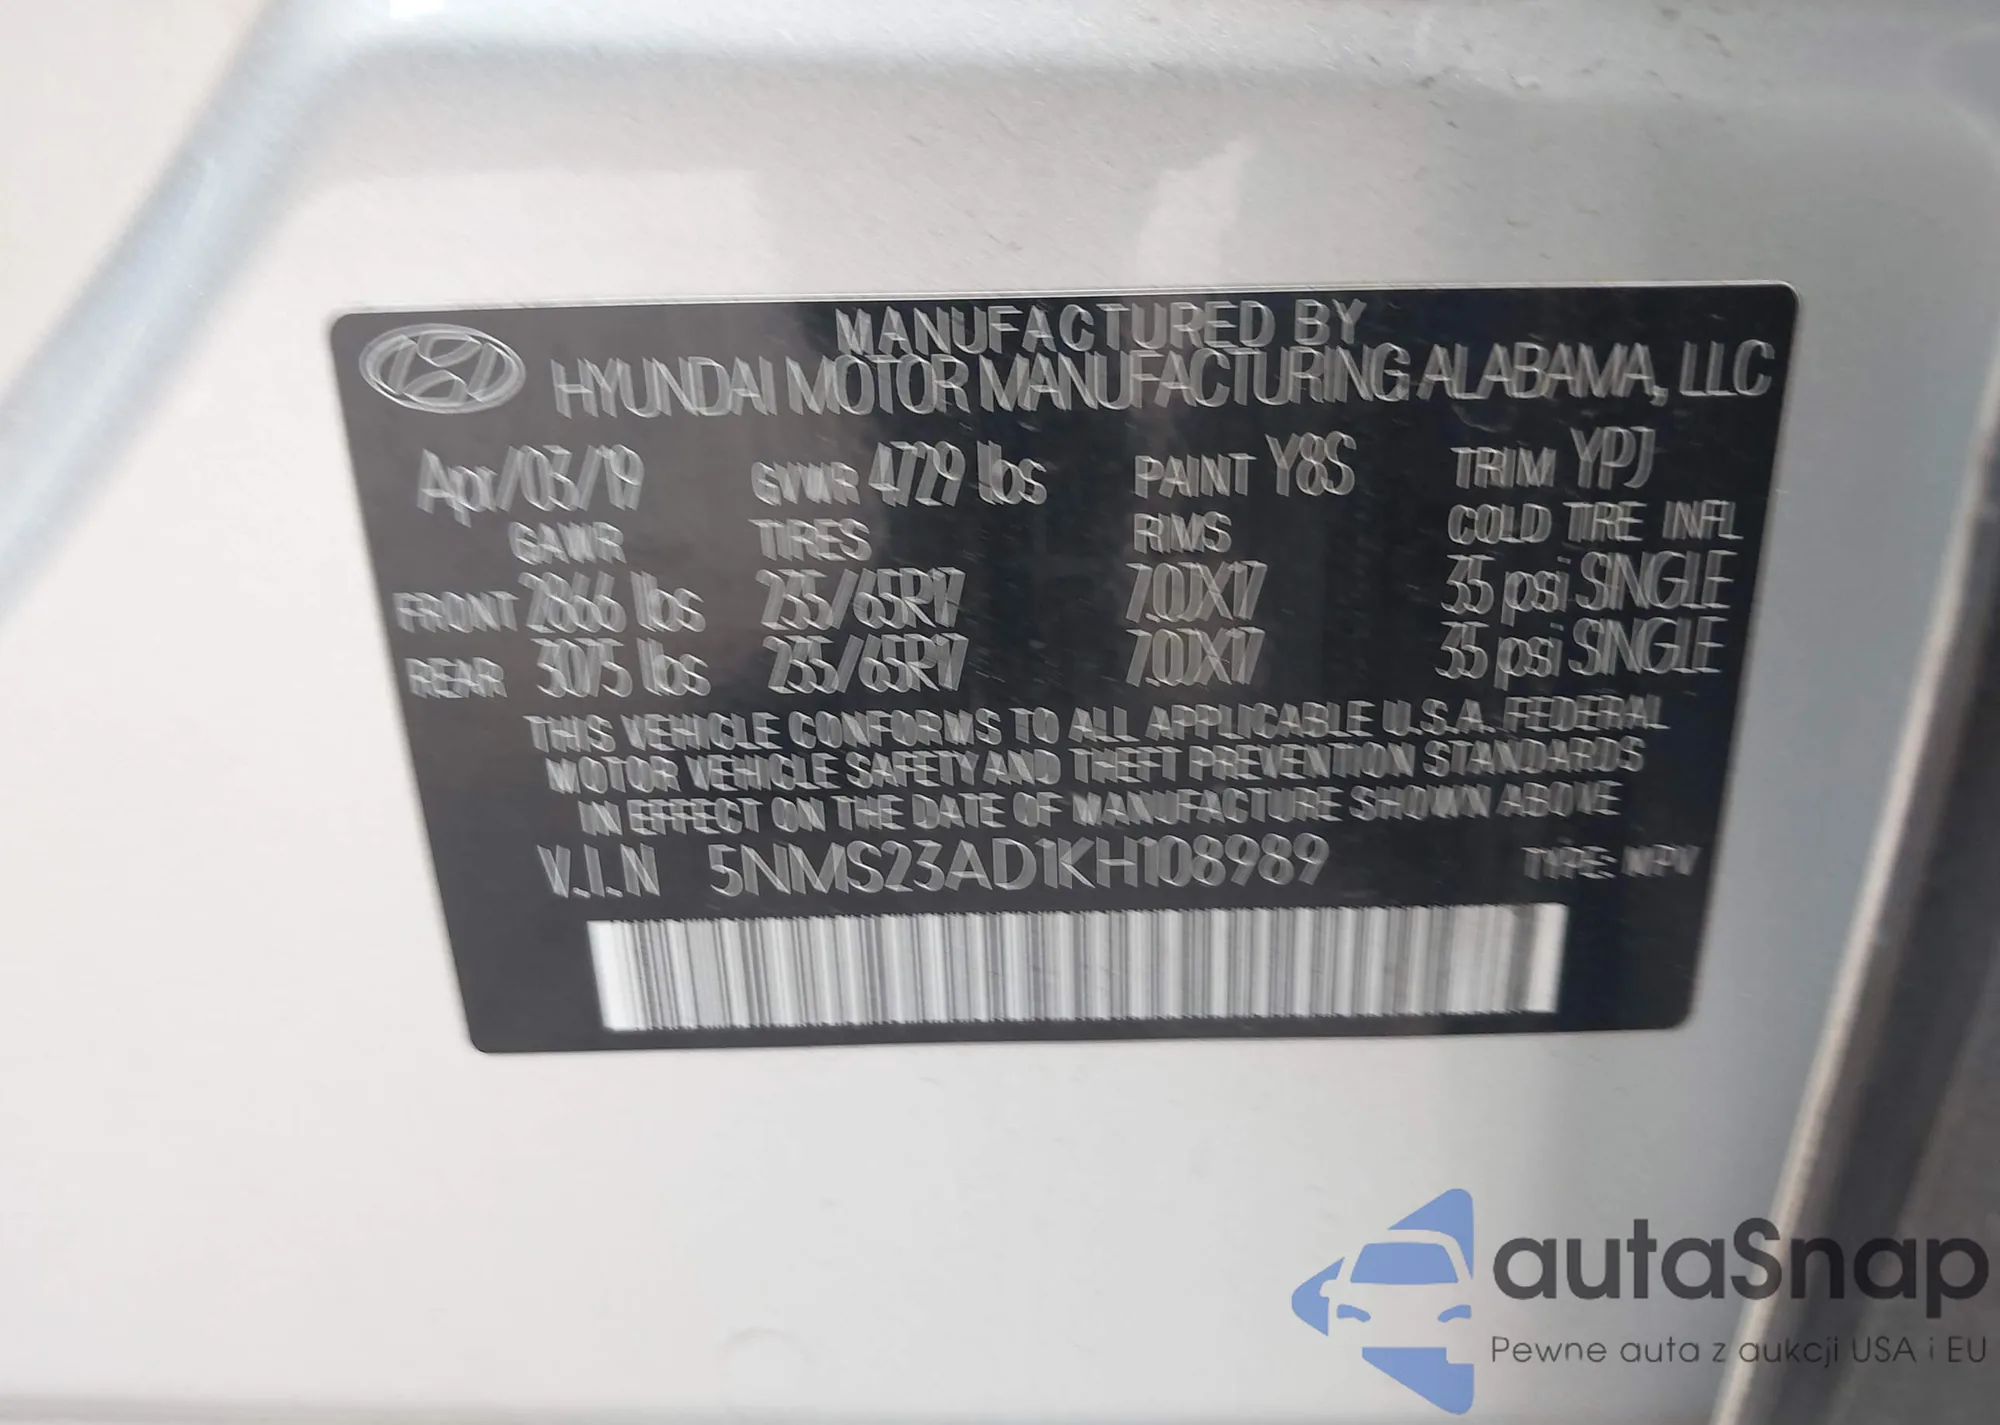 MANUFACTURED BY
HYUNDAI MOTOR MANUFACTURING ALABAMA, LLC
Apr/03/19 GVWR 4729 lbs PAINT Y8S TRIM YPJ
GAWR TIRES RIMS COLD TIRE INFL
FRONT 2866 lbs 235/65R17 7.0JX17 35 psi SINGLE
REAR 3075 lbs 235/65R17 7.0JX17 35 psi SINGLE
THIS VEHICLE CONFORMS TO ALL APPLICABLE U.S.A. FEDERAL
MOTOR VEHICLE SAFETY AND THEFT PREVENTION STANDARDS
IN EFFECT ON THE DATE OF MANUFACTURE SHOWN ABOVE
V.I.N 5NMS23AD1KH108989 TYPE: MPV
autaSnap
Pewne auta z aukcji USA i EU